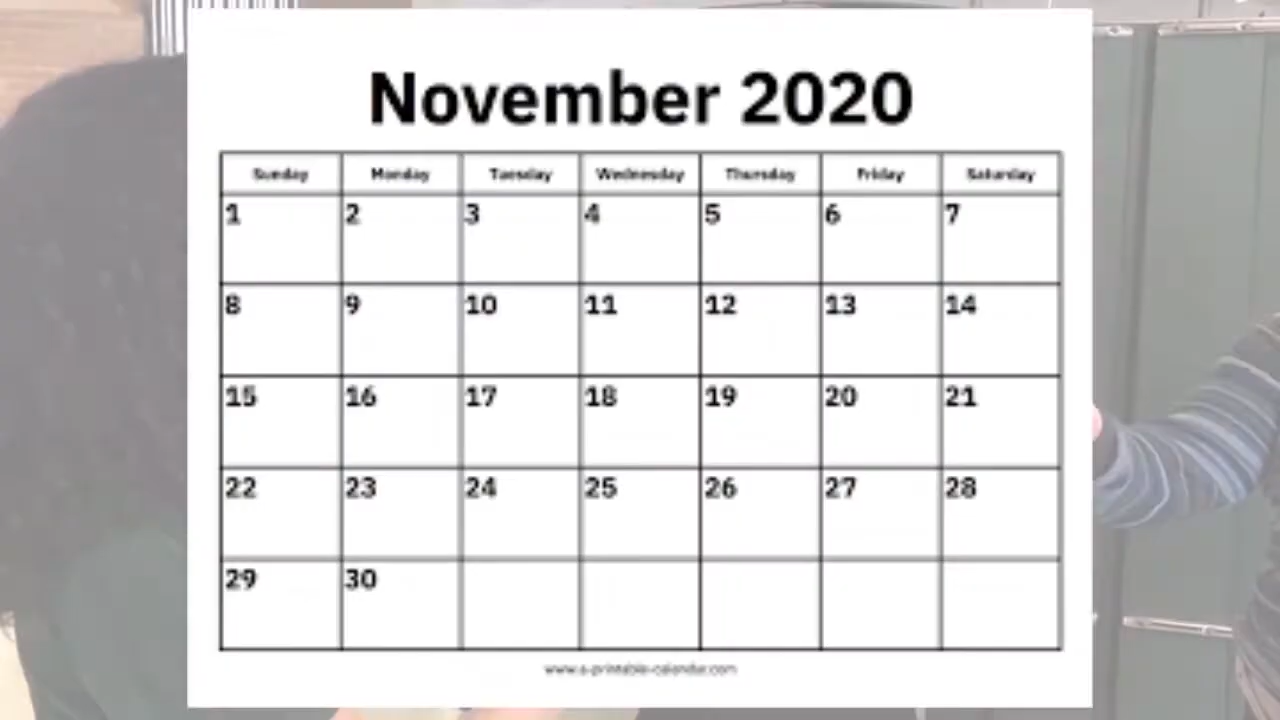 November 2020
Sunday Monday Tuesday Wednesday Thursday Friday Saturday
1 2 3 4 5 6 7
8 9 10 11 12 13 14
15 16 17 18 19 20 21
22 23 24 25 26 27 28
29 30
www.a-printable-calendar.com